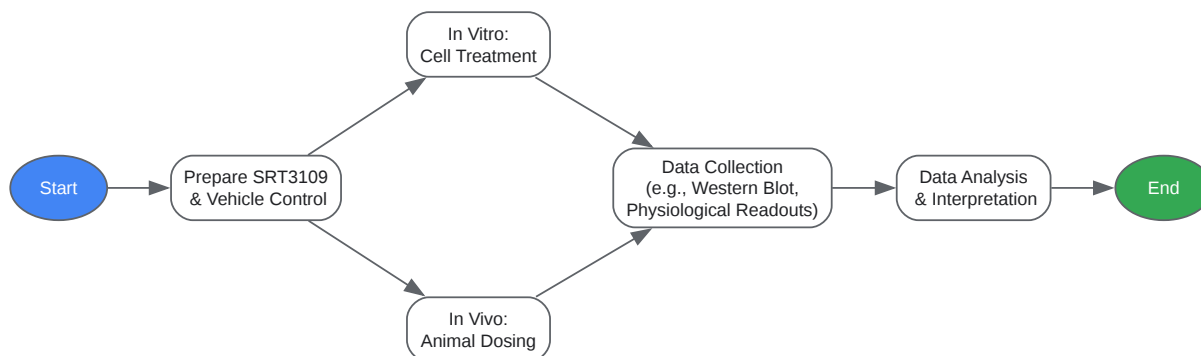 Start
Prepare SRT3109
& Vehicle Control
In Vitro:
Cell Treatment
In Vivo:
Animal Dosing
Data Collection
(e.g., Western Blot,
Physiological Readouts)
Data Analysis
& Interpretation
End